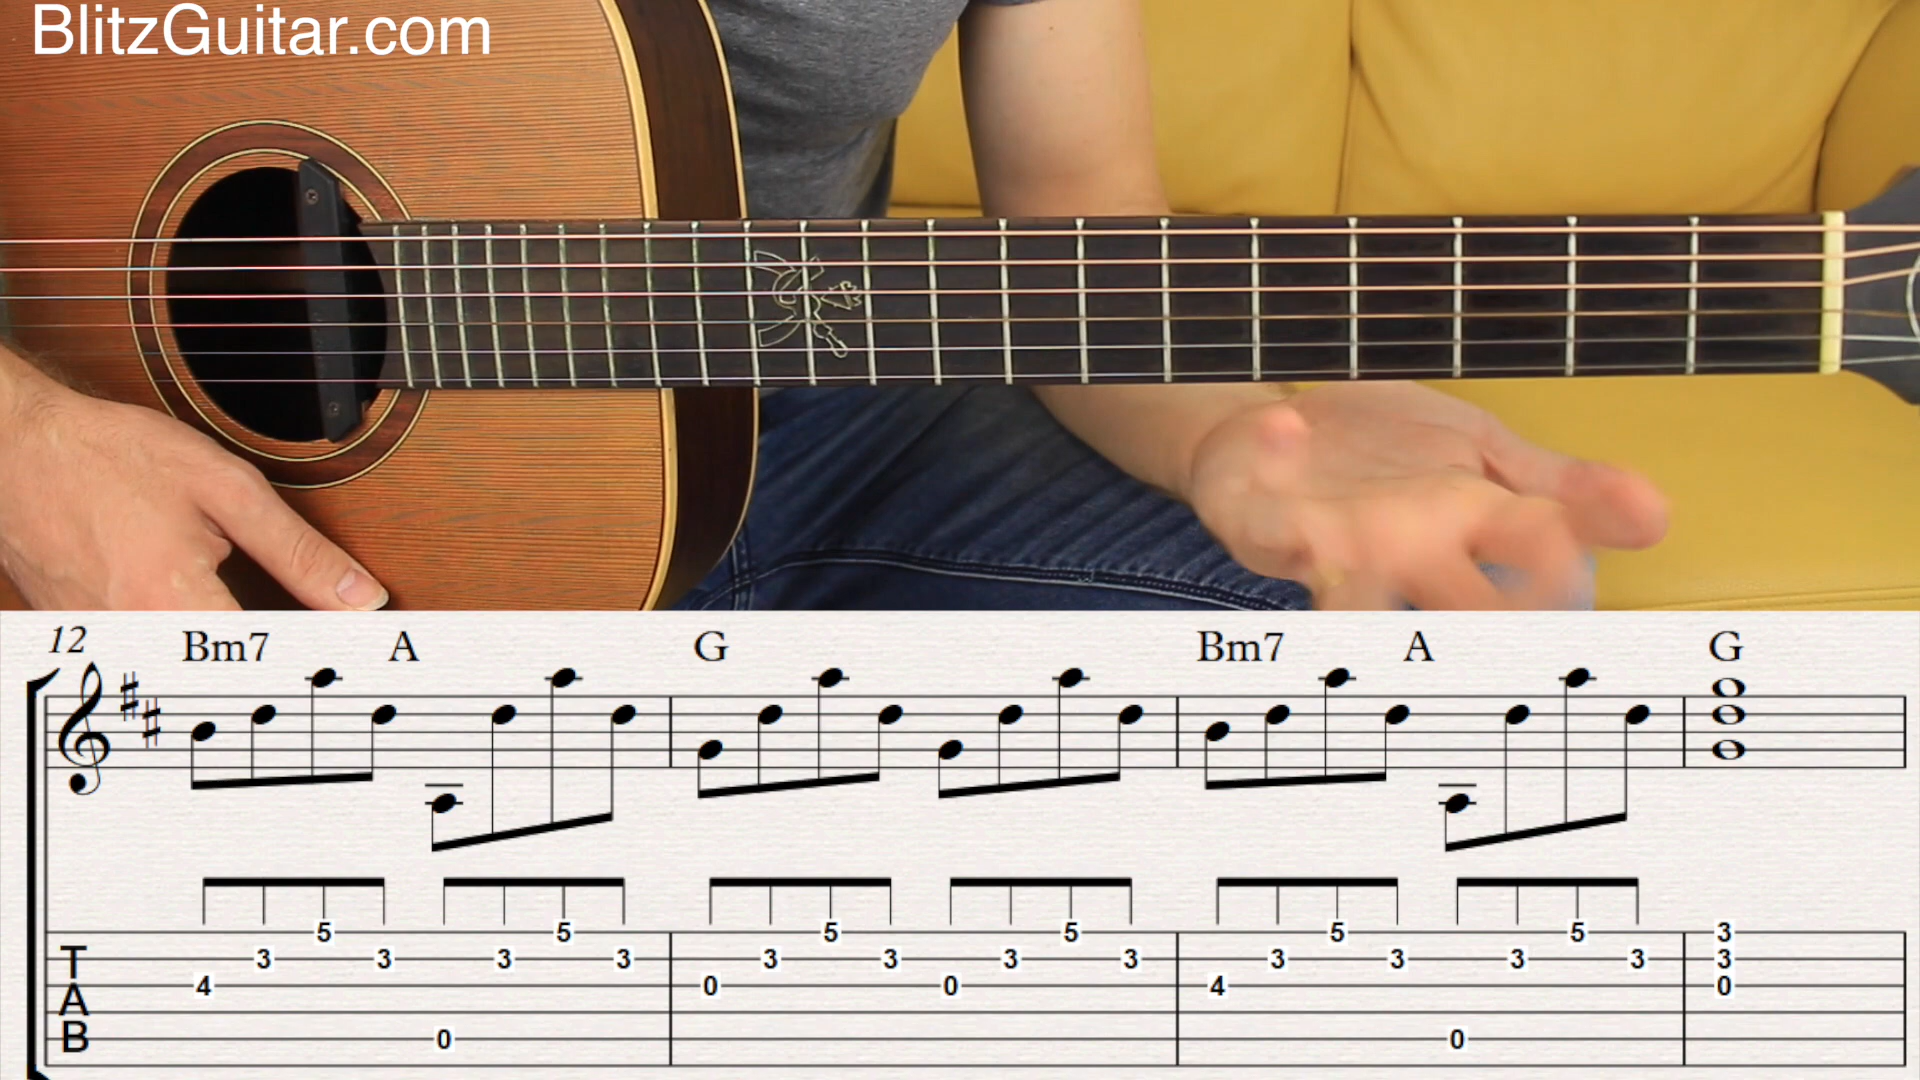 BlitzGuitar.com
12 Bm7 A G Bm7 A G
5 5 5 5 5 5 3
T 3 3 3 3 3 3 3 3 3 3 3 3 3
A 4 0 0 4 0
B 0 0